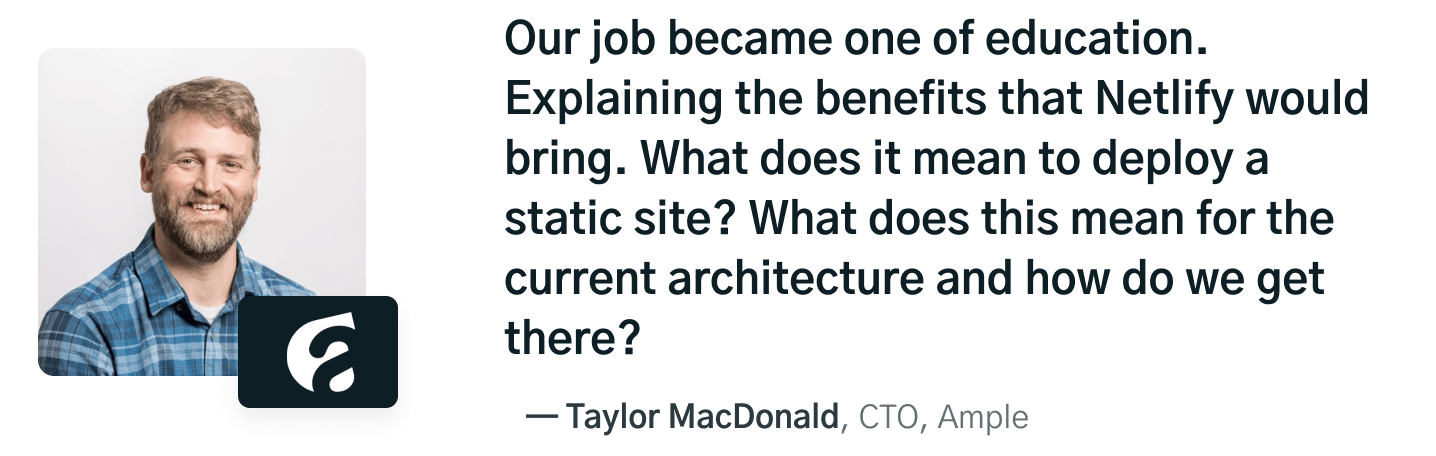 Our job became one of education.
Explaining the benefits that Netlify would
bring. What does it mean to deploy a
static site? What does this mean for the
current architecture and how do we get
there?
— Taylor MacDonald, CTO, Ample